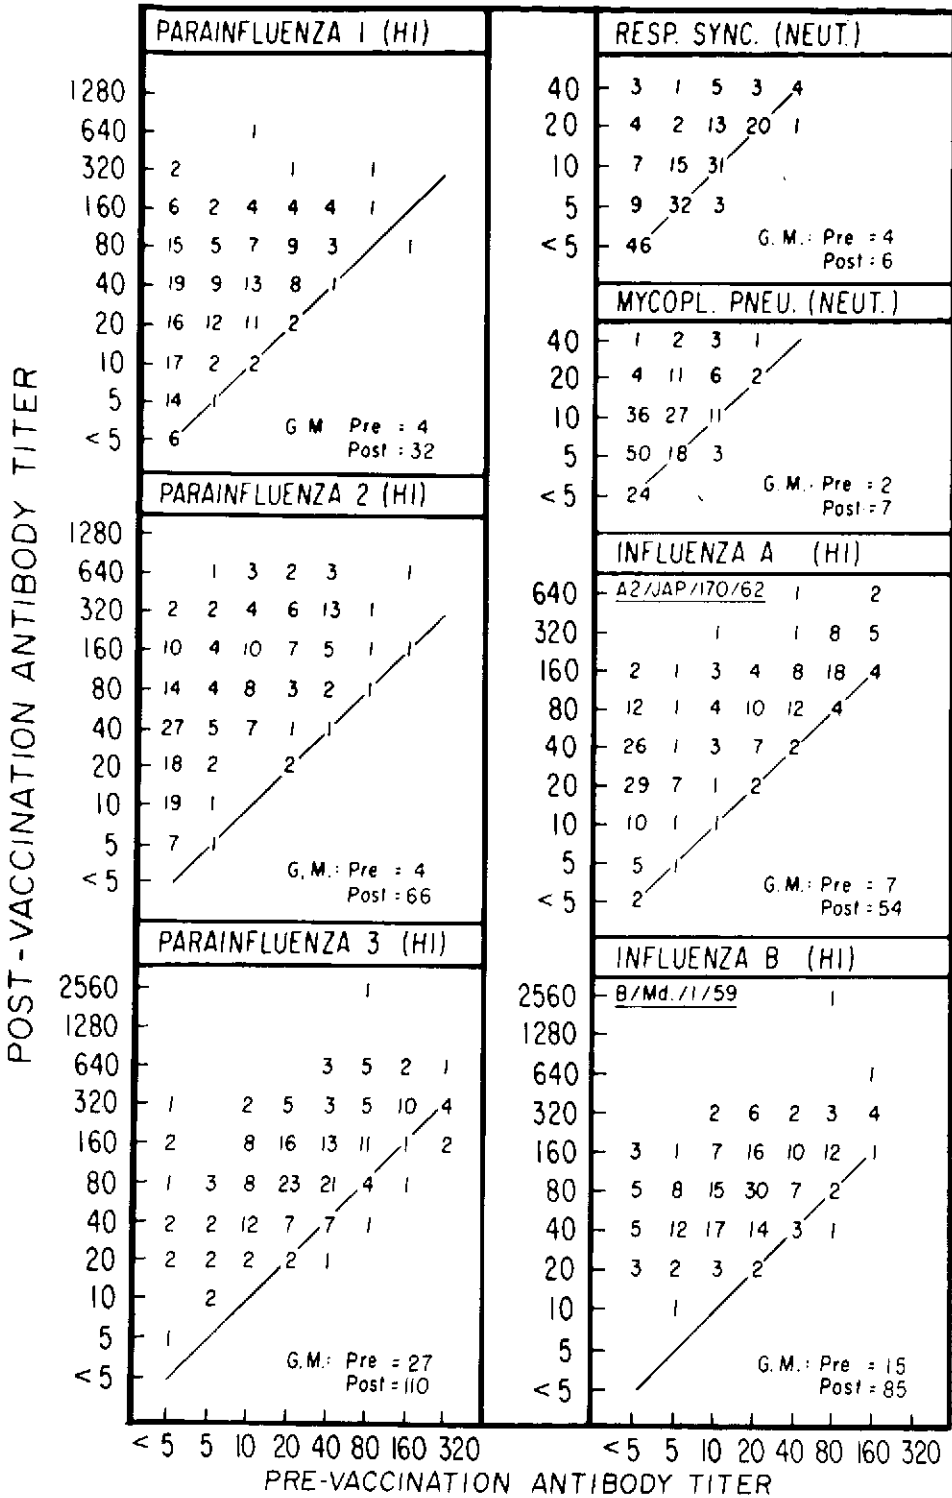 POST-VACCINATION ANTIBODY TITER
PARAINFLUENZA 1 (HI)
1280
640 1
320 2 1 1
160 6 2 4 4 4 1
80 15 5 7 9 3 1
40 19 9 13 8 1
20 16 12 11 2
10 17 2 2
5 14 1
< 5 6
G M Pre = 4
Post = 32
PARAINFLUENZA 2 (HI)
1280
640 1 3 2 3 1
320 2 2 4 6 13 1
160 10 4 10 7 5 1 1
80 14 4 8 3 2 1
40 27 5 7 1 1
20 18 2 2
10 19 1
5 7 1
< 5
G.M.: Pre = 4
Post = 66
PARAINFLUENZA 3 (HI)
2560 1
1280
640 3 5 2 1
320 1 2 5 3 5 10 4
160 2 8 16 13 11 1 2
80 1 3 8 23 21 4 1
40 2 2 12 7 7 1
20 2 2 2 2 1
10 2
5 1
< 5
G.M.: Pre = 27
Post = 110
< 5 5 10 20 40 80 160 320
RESP. SYNC. (NEUT.)
40 3 1 5 3 4
20 4 2 13 20 1
10 7 15 31
5 9 32 3
< 5 46
G.M.: Pre = 4
Post = 6
MYCOPL. PNEU. (NEUT.)
40 1 2 3 1
20 4 11 6 2
10 36 27 11
5 50 18 3
< 5 24
G.M.: Pre = 2
Post = 7
INFLUENZA A (HI)
640 A2/JAP/170/62 1 2
320 1 1 8 5
160 2 1 3 4 8 18 4
80 12 1 4 10 12 4
40 26 1 3 7 2
20 29 7 1 2
10 10 1 1
5 5 1
< 5 2
G.M.: Pre = 7
Post = 54
INFLUENZA B (HI)
2560 B/Md./1/59 1
1280
640 1
320 2 6 2 3 4
160 3 1 7 16 10 12 1
80 5 8 15 30 7 2
40 5 12 17 14 3 1
20 3 2 3 2
10 1
5
< 5
G.M.: Pre = 15
Post = 85
< 5 5 10 20 40 80 160 320
PRE-VACCINATION ANTIBODY TITER